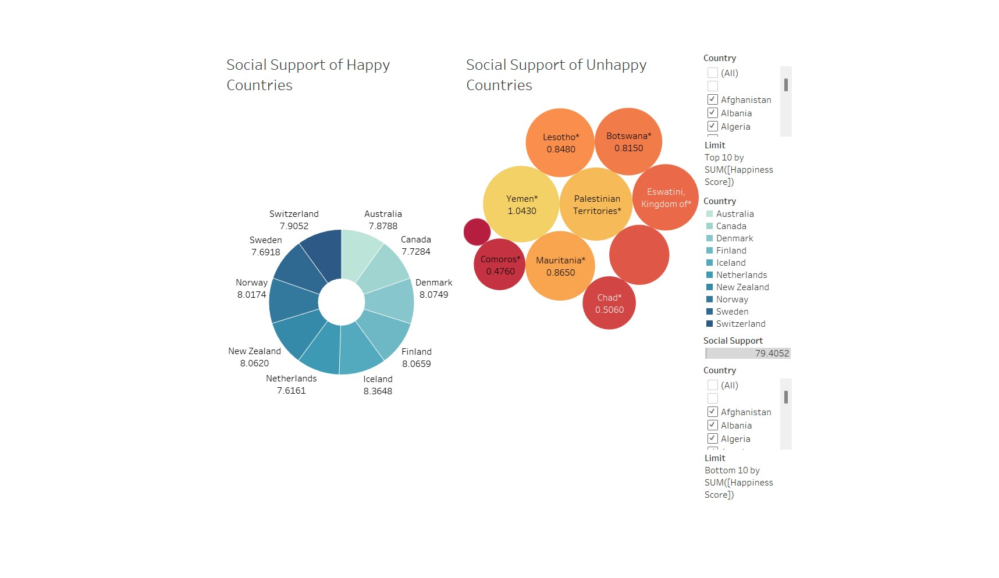 Social Support of Happy
Countries
Switzerland
7.9052
Australia
7.8788
Sweden
7.6918
Canada
7.7284
Norway
8.0174
Denmark
8.0749
New Zealand
8.0620
Finland
8.0659
Netherlands
7.6161
Iceland
8.3648
Social Support of Unhappy
Countries
Lesotho*
0.8480
Botswana*
0.8150
Yemen*
1.0430
Palestinian
Territories*
Eswatini,
Kingdom of*
Comoros*
0.4760
Mauritania*
0.8650
Chad*
0.5060
Country
(All)
Afghanistan
Albania
Algeria
Limit
Top 10 by
SUM([Happiness
Score])
Country
Australia
Canada
Denmark
Finland
Iceland
Netherlands
New Zealand
Norway
Sweden
Switzerland
Social Support
79.4052
Country
(All)
Afghanistan
Albania
Algeria
Limit
Bottom 10 by
SUM([Happiness
Score])